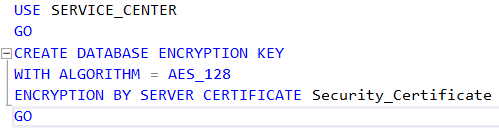 USE SERVICE_CENTER
GO
CREATE DATABASE ENCRYPTION KEY
WITH ALGORITHM = AES_128
ENCRYPTION BY SERVER CERTIFICATE Security_Certificate
GO